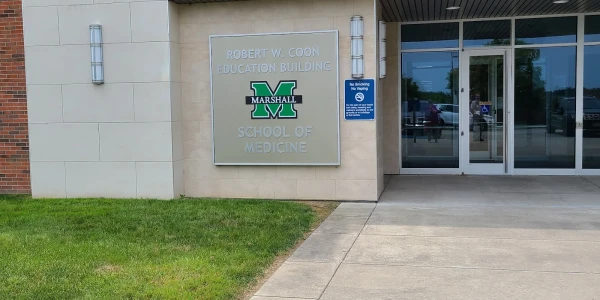 ROBERT W. COON
EDUCATION BUILDING
MARSHALL
M
SCHOOL OF
MEDICINE
No Smoking
No Vaping